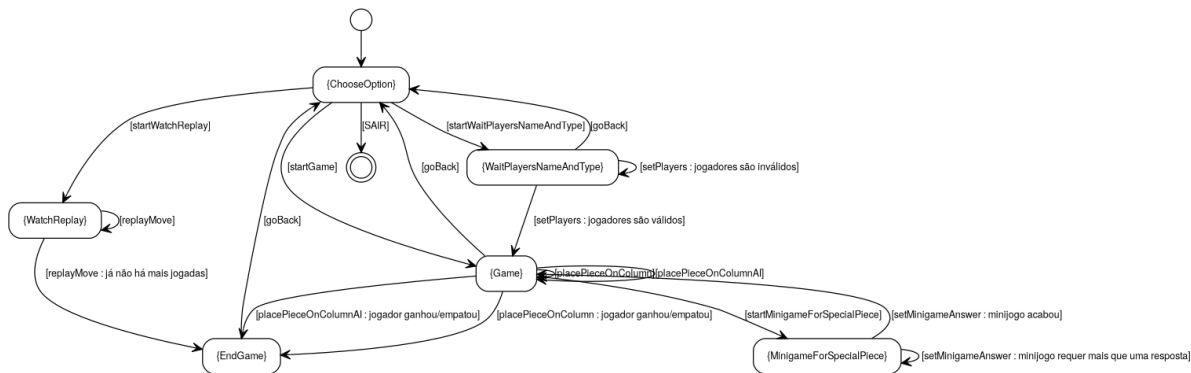 {ChooseOption}
[startWatchReplay]
[SAIR]
[startWaitPlayersNameAndType]
[goBack]
[startGame]
[goBack]
{WaitPlayersNameAndType}
[setPlayers : jogadores são inválidos]
{WatchReplay}
[replayMove]
[goBack]
[setPlayers : jogadores são válidos]
[replayMove : já não há mais jogadas]
{Game}
[placePieceOnColumn]
[placePieceOnColumnAI]
[placePieceOnColumnAI : jogador ganhou/empatou]
[placePieceOnColumn : jogador ganhou/empatou]
[startMinigameForSpecialPiece]
[setMinigameAnswer : minijogo acabou]
{EndGame}
{MinigameForSpecialPiece}
[setMinigameAnswer : minijogo requer mais que uma resposta]